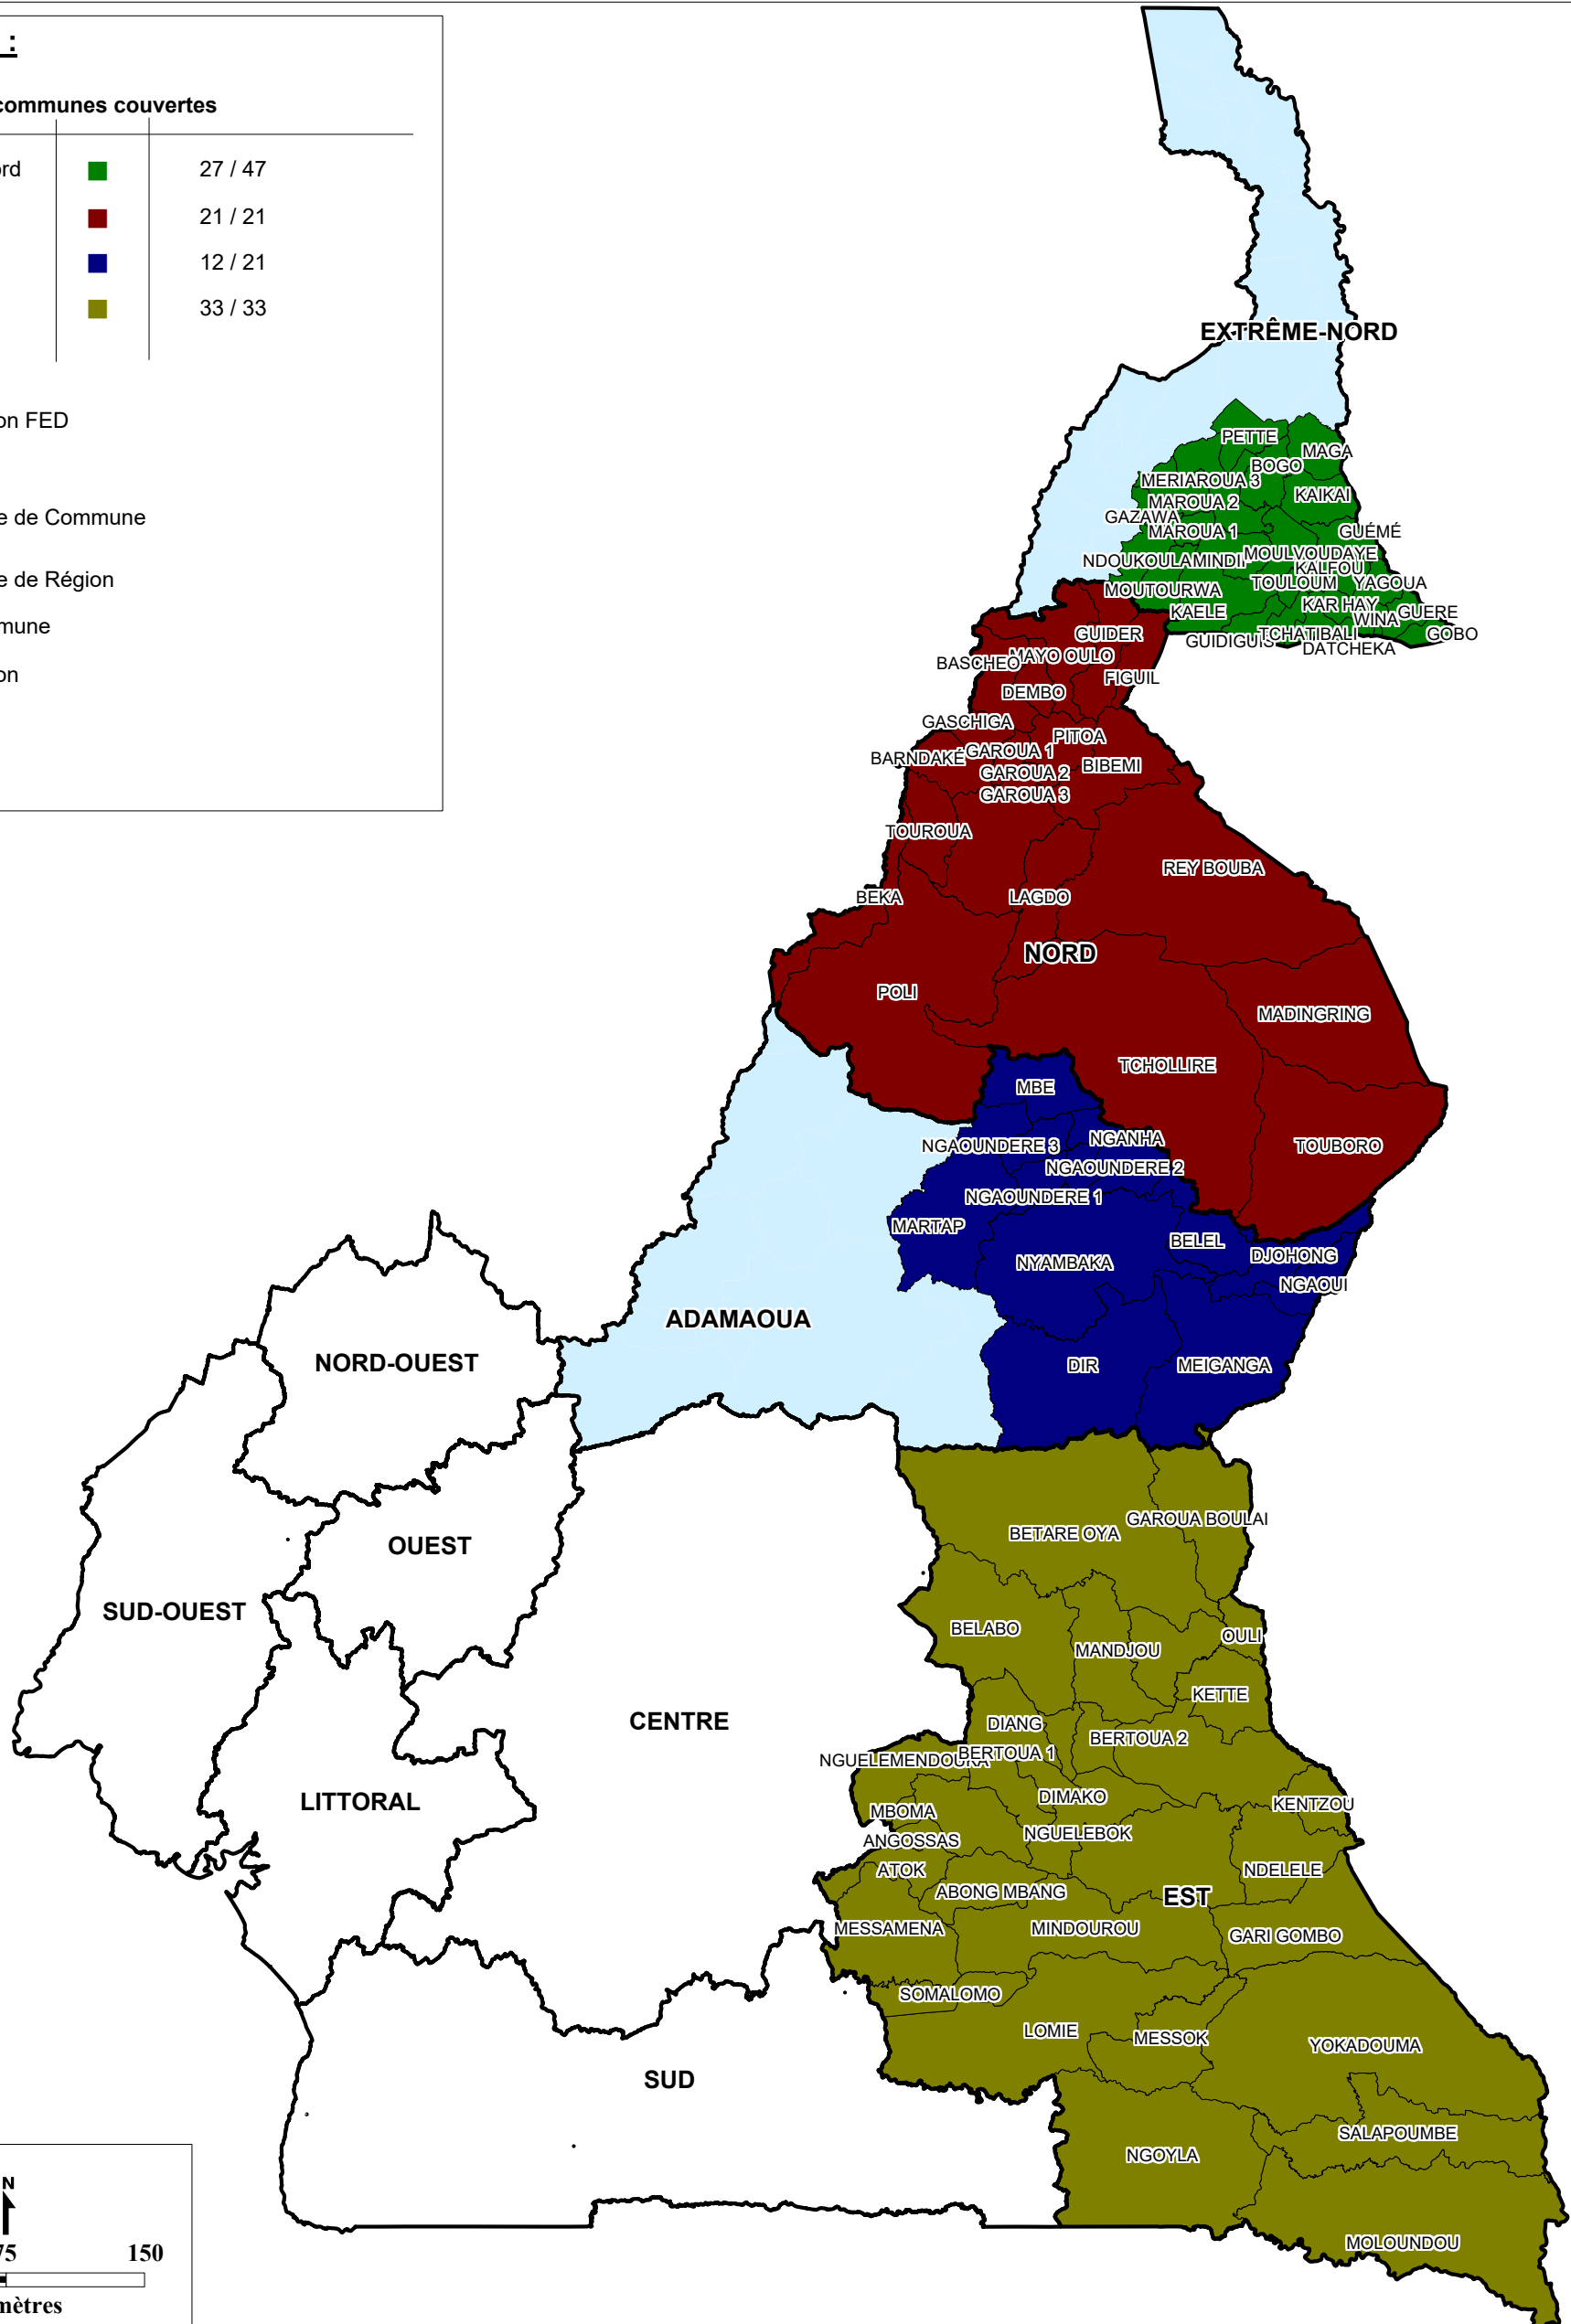 :
communes couvertes
rd 27 / 47
21 / 21
12 / 21
33 / 33
on FED
e de Commune
e de Région
mune
on
EXTRÊME-NORD
PETTE
MAGA
BOGO
MERI
AROUA 3
KAIKAI
MAROUA 2
GAZAWA
MAROUA 1
GUÉMÉ
MOULVOUDAYE
NDOUKOULA
MINDIF
KALFOU
TOULOUM
YAGOUA
MOUTOURWA
KAR HAY
KAELE
WINA
GUERE
GUIDIGUIS
TCHATIBALI
GOBO
DATCHEKA
GUIDER
MAYO OULO
BASCHEO
FIGUIL
DEMBO
GASCHIGA
PITOA
GAROUA 1
BARNDAKÉ
BIBEMI
GAROUA 2
GAROUA 3
TOUROUA
REY BOUBA
BEKA
LAGDO
NORD
POLI
MADINGRING
TCHOLLIRE
MBE
NGANHA
NGAOUNDERE 3
TOUBORO
NGAOUNDERE 2
NGAOUNDERE 1
MARTAP
BELEL
DJOHONG
NYAMBAKA
NGAOUI
ADAMAOUA
NORD-OUEST
DIR
MEIGANGA
GAROUA BOULAI
BETARE OYA
OUEST
SUD-OUEST
BELABO
OULI
MANDJOU
KETTE
CENTRE
DIANG
BERTOUA 2
BERTOUA 1
NGUELEMENDOUKA
LITTORAL
DIMAKO
KENTZOU
MBOMA
NGUELEBOK
ANGOSSAS
ATOK
NDELELE
ABONG MBANG
EST
MESSAMENA
MINDOUROU
GARI GOMBO
SOMALOMO
LOMIE
MESSOK
YOKADOUMA
SUD
SALAPOUMBE
NGOYLA
MOLOUNDOU
N
75 150
mètres